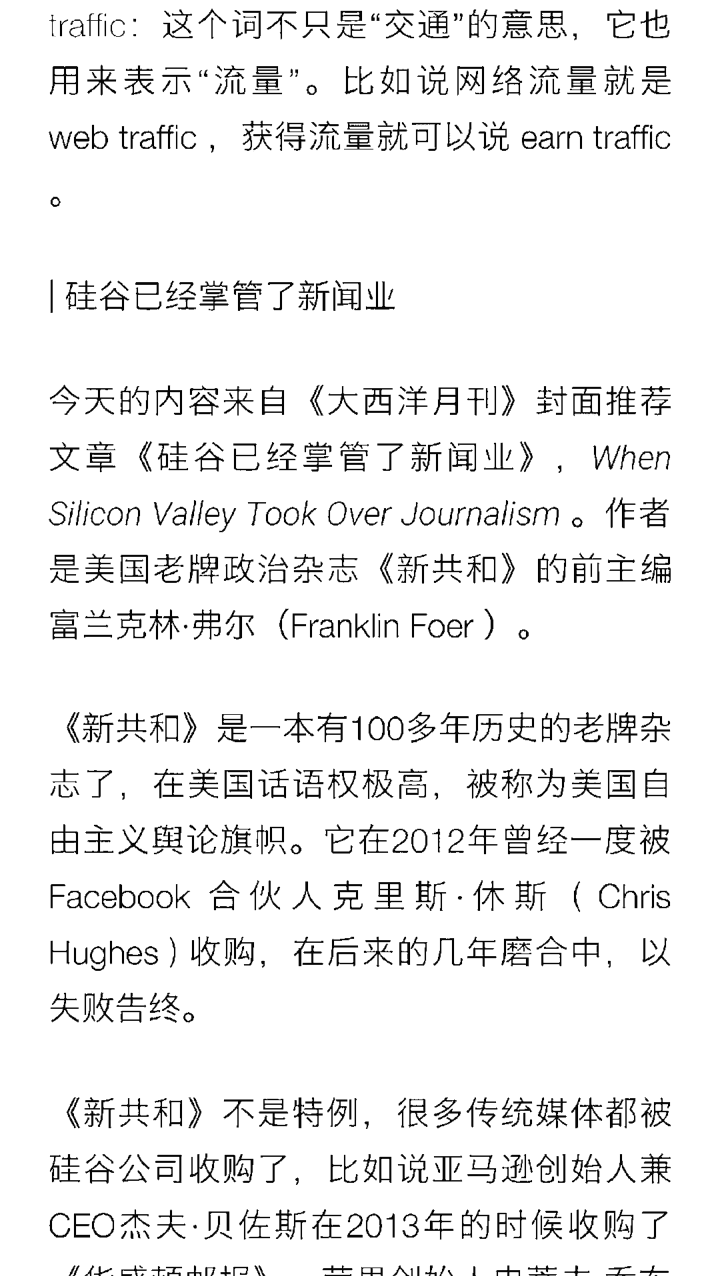 traffic：这个词不只是“交通”的意思，它也
用来表示“流量”。比如说网络流量就是
web traffic ，获得流量就可以说 earn traffic
。
| 硅谷已经掌管了新闻业
今天的内容来自《大西洋月刊》封面推荐
文章《硅谷已经掌管了新闻业》，When
Silicon Valley Took Over Journalism 。作者
是美国老牌政治杂志《新共和》的前主编
富兰克林·弗尔（Franklin Foer ）。
《新共和》是一本有100多年历史的老牌杂
志了，在美国话语权极高，被称为美国自
由主义舆论旗帜。它在2012年曾经一度被
Facebook 合伙人克里斯·休斯 ( Chris
Hughes ) 收购，在后来的几年磨合中，以
失败告终。
《新共和》不是特例，很多传统媒体都被
硅谷公司收购了，比如说亚马逊创始人兼
CEO杰夫·贝佐斯在2013年的时候收购了